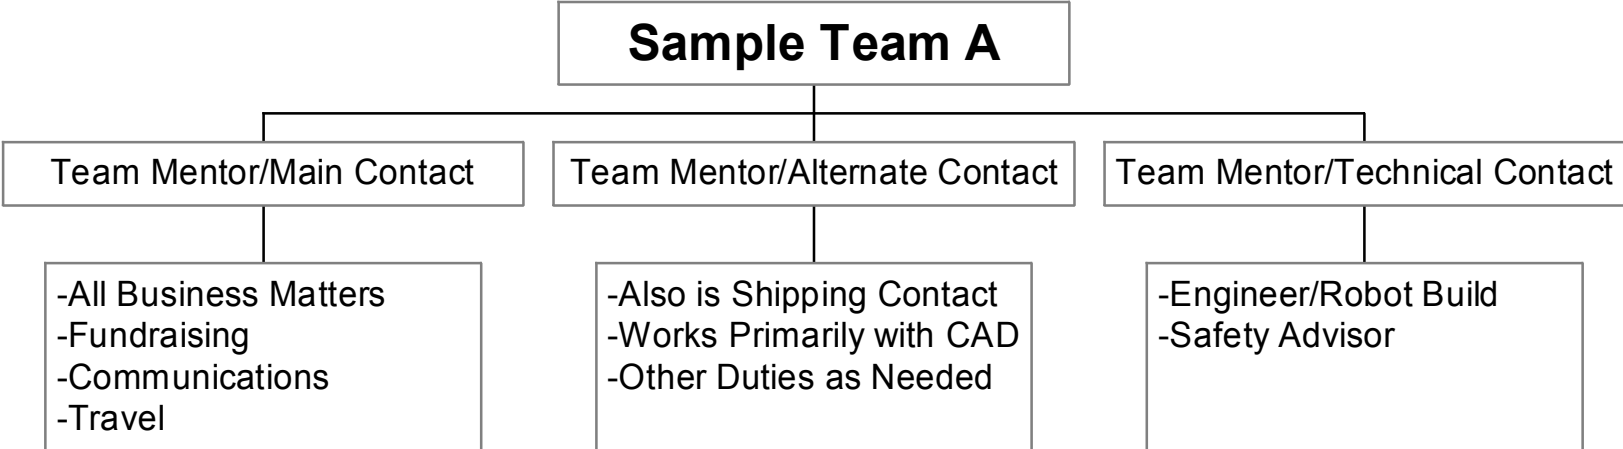 Sample Team A
Team Mentor/Main Contact
Team Mentor/Alternate Contact
Team Mentor/Technical Contact
-All Business Matters
-Fundraising
-Communications
-Travel
-Also is Shipping Contact
-Works Primarily with CAD
-Other Duties as Needed
-Engineer/Robot Build
-Safety Advisor